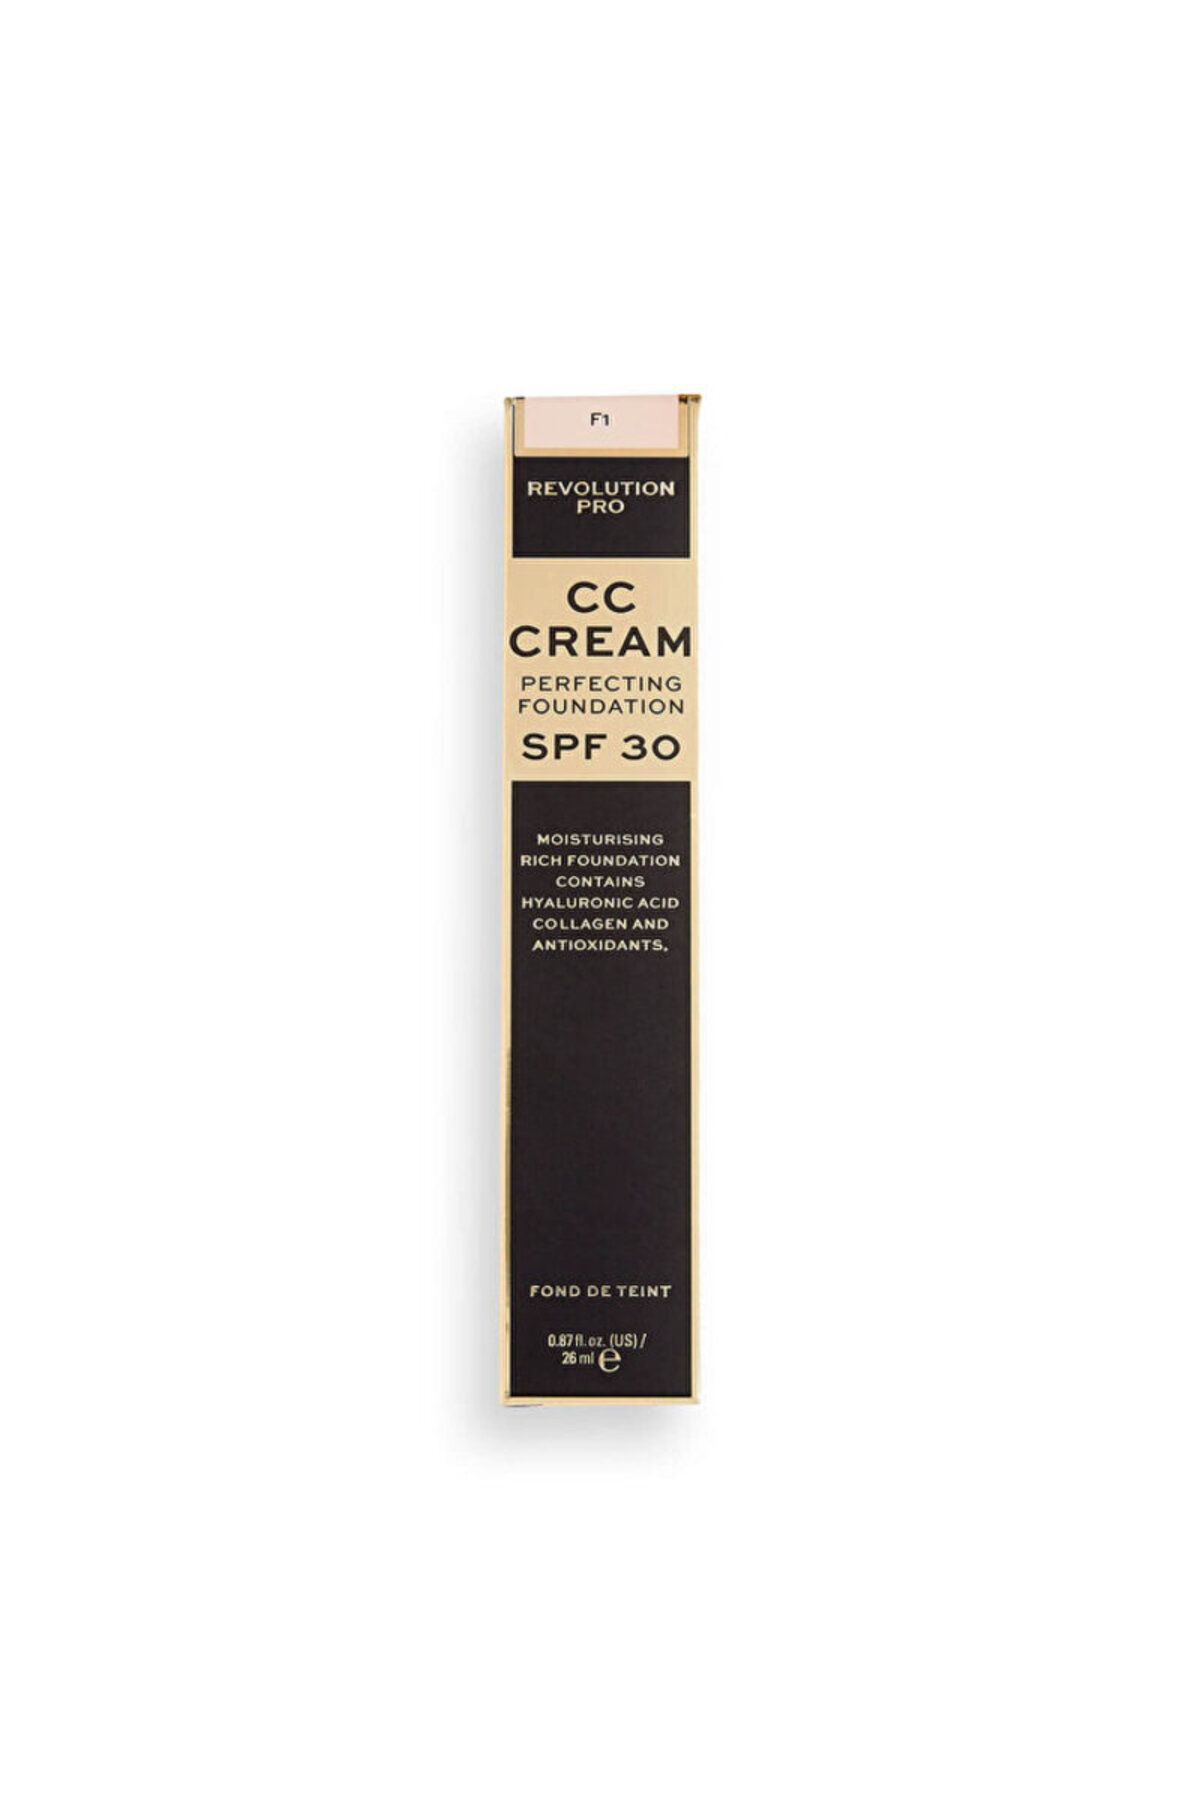 F1
REVOLUTION
PRO
CC
CREAM
PERFECTING
FOUNDATION
SPF 30
MOISTURISING
RICH FOUNDATION
CONTAINS
HYALURONIC ACID
COLLAGEN AND
ANTIOXIDANTS.
FOND DE TEINT
0.87 fl. oz. (US) /
26 ml ℮